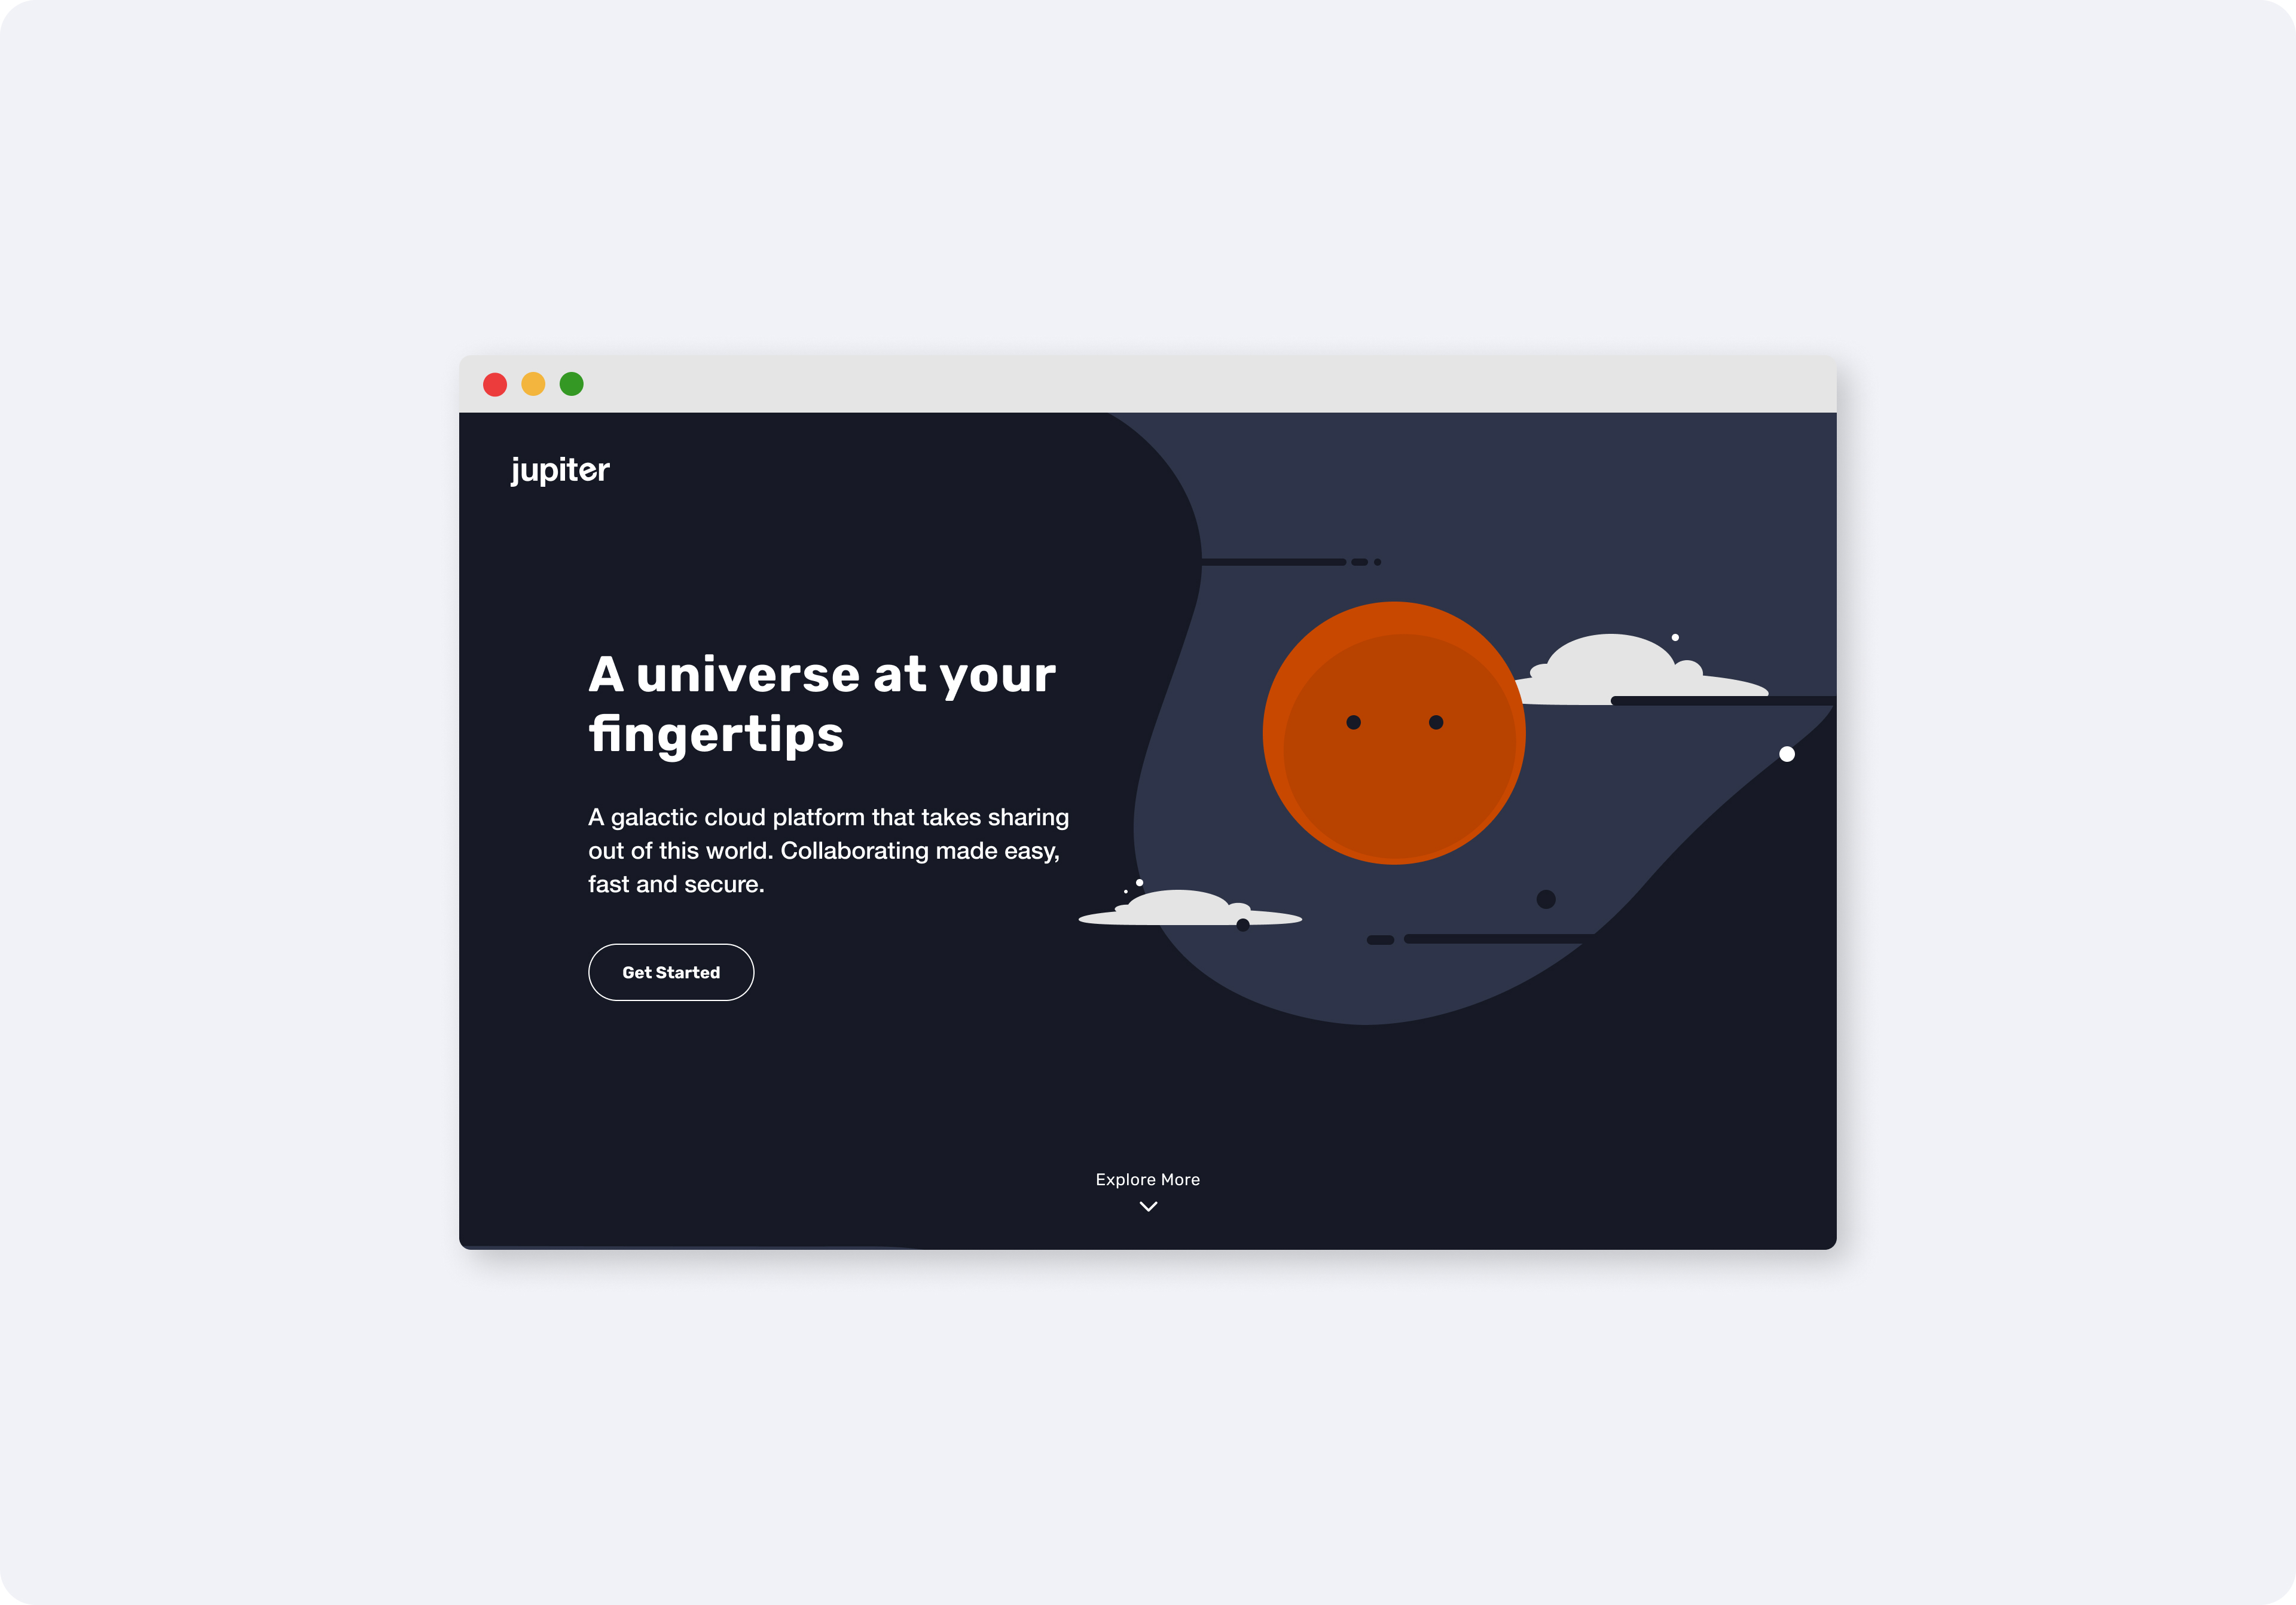 jupiter
A universe at your
fingertips
A galactic cloud platform that takes sharing
out of this world. Collaborating made easy,
fast and secure.
Get Started
Explore More